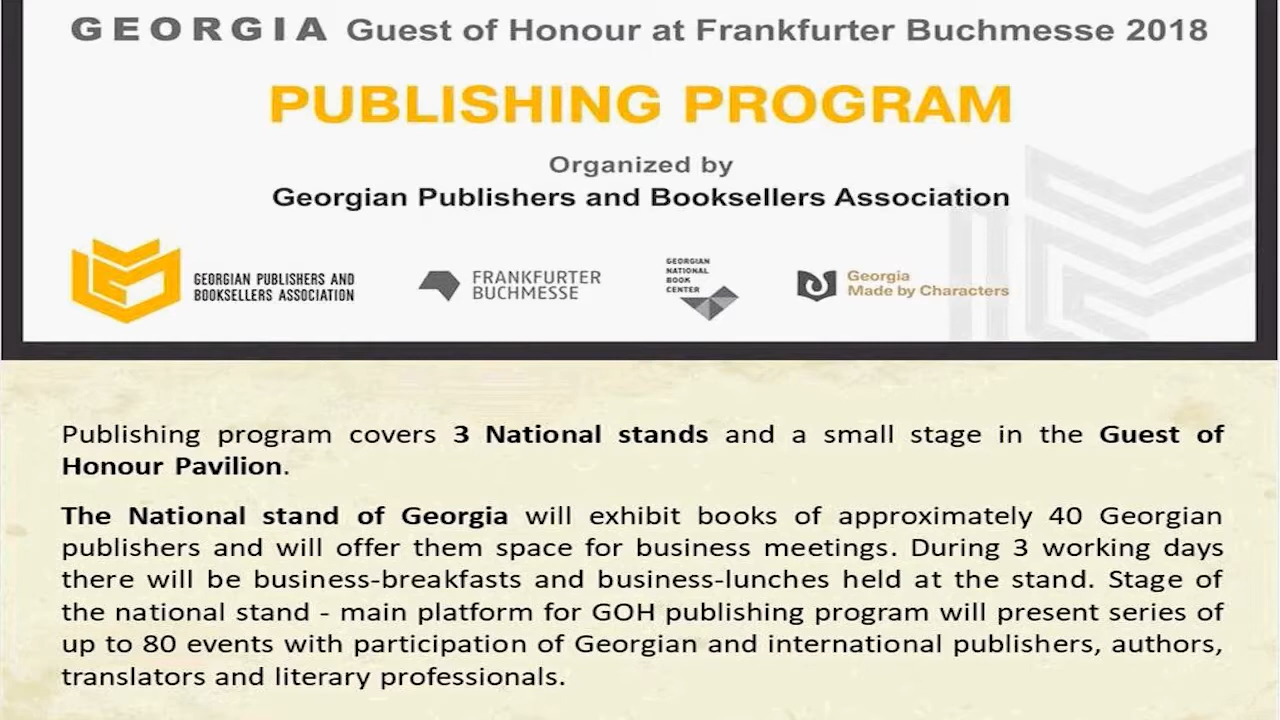 GEORGIA Guest of Honour at Frankfurter Buchmesse 2018
PUBLISHING PROGRAM
Organized by
Georgian Publishers and Booksellers Association
GEORGIAN PUBLISHERS AND
BOOKSELLERS ASSOCIATION
FRANKFURTER
BUCHMESSE
GEORGIAN
NATIONAL
BOOK
CENTER
Georgia
Made by Characters
Publishing program covers 3 National stands and a small stage in the Guest of
Honour Pavilion.
The National stand of Georgia will exhibit books of approximately 40 Georgian
publishers and will offer them space for business meetings. During 3 working days
there will be business-breakfasts and business-lunches held at the stand. Stage of
the national stand - main platform for GOH publishing program will present series of
up to 80 events with participation of Georgian and international publishers, authors,
translators and literary professionals.